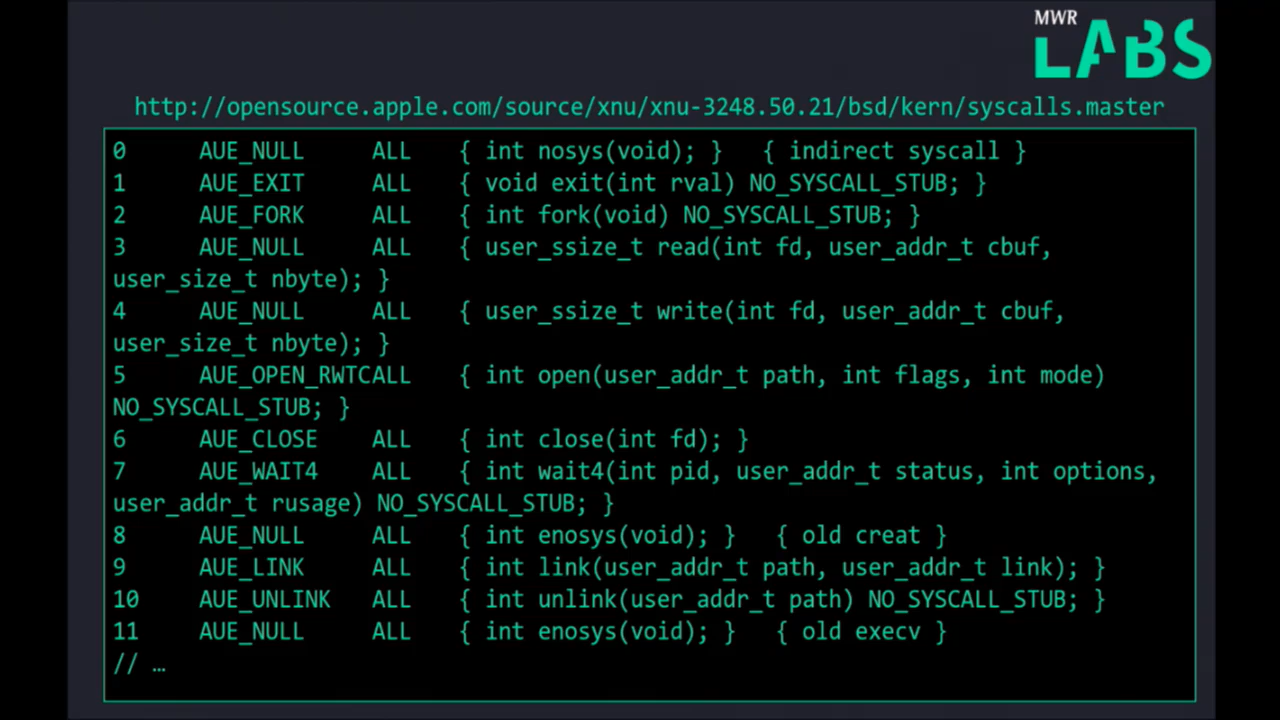 MWR
LABS
http://opensource.apple.com/source/xnu/xnu-3248.50.21/bsd/kern/syscalls.master
0 AUE_NULL ALL { int nosys(void); } { indirect syscall }
1 AUE_EXIT ALL { void exit(int rval) NO_SYSCALL_STUB; }
2 AUE_FORK ALL { int fork(void) NO_SYSCALL_STUB; }
3 AUE_NULL ALL { user_ssize_t read(int fd, user_addr_t cbuf,
user_size_t nbyte); }
4 AUE_NULL ALL { user_ssize_t write(int fd, user_addr_t cbuf,
user_size_t nbyte); }
5 AUE_OPEN_RWTCALL { int open(user_addr_t path, int flags, int mode)
NO_SYSCALL_STUB; }
6 AUE_CLOSE ALL { int close(int fd); }
7 AUE_WAIT4 ALL { int wait4(int pid, user_addr_t status, int options,
user_addr_t rusage) NO_SYSCALL_STUB; }
8 AUE_NULL ALL { int enosys(void); } { old creat }
9 AUE_LINK ALL { int link(user_addr_t path, user_addr_t link); }
10 AUE_UNLINK ALL { int unlink(user_addr_t path) NO_SYSCALL_STUB; }
11 AUE_NULL ALL { int enosys(void); } { old execv }
// …